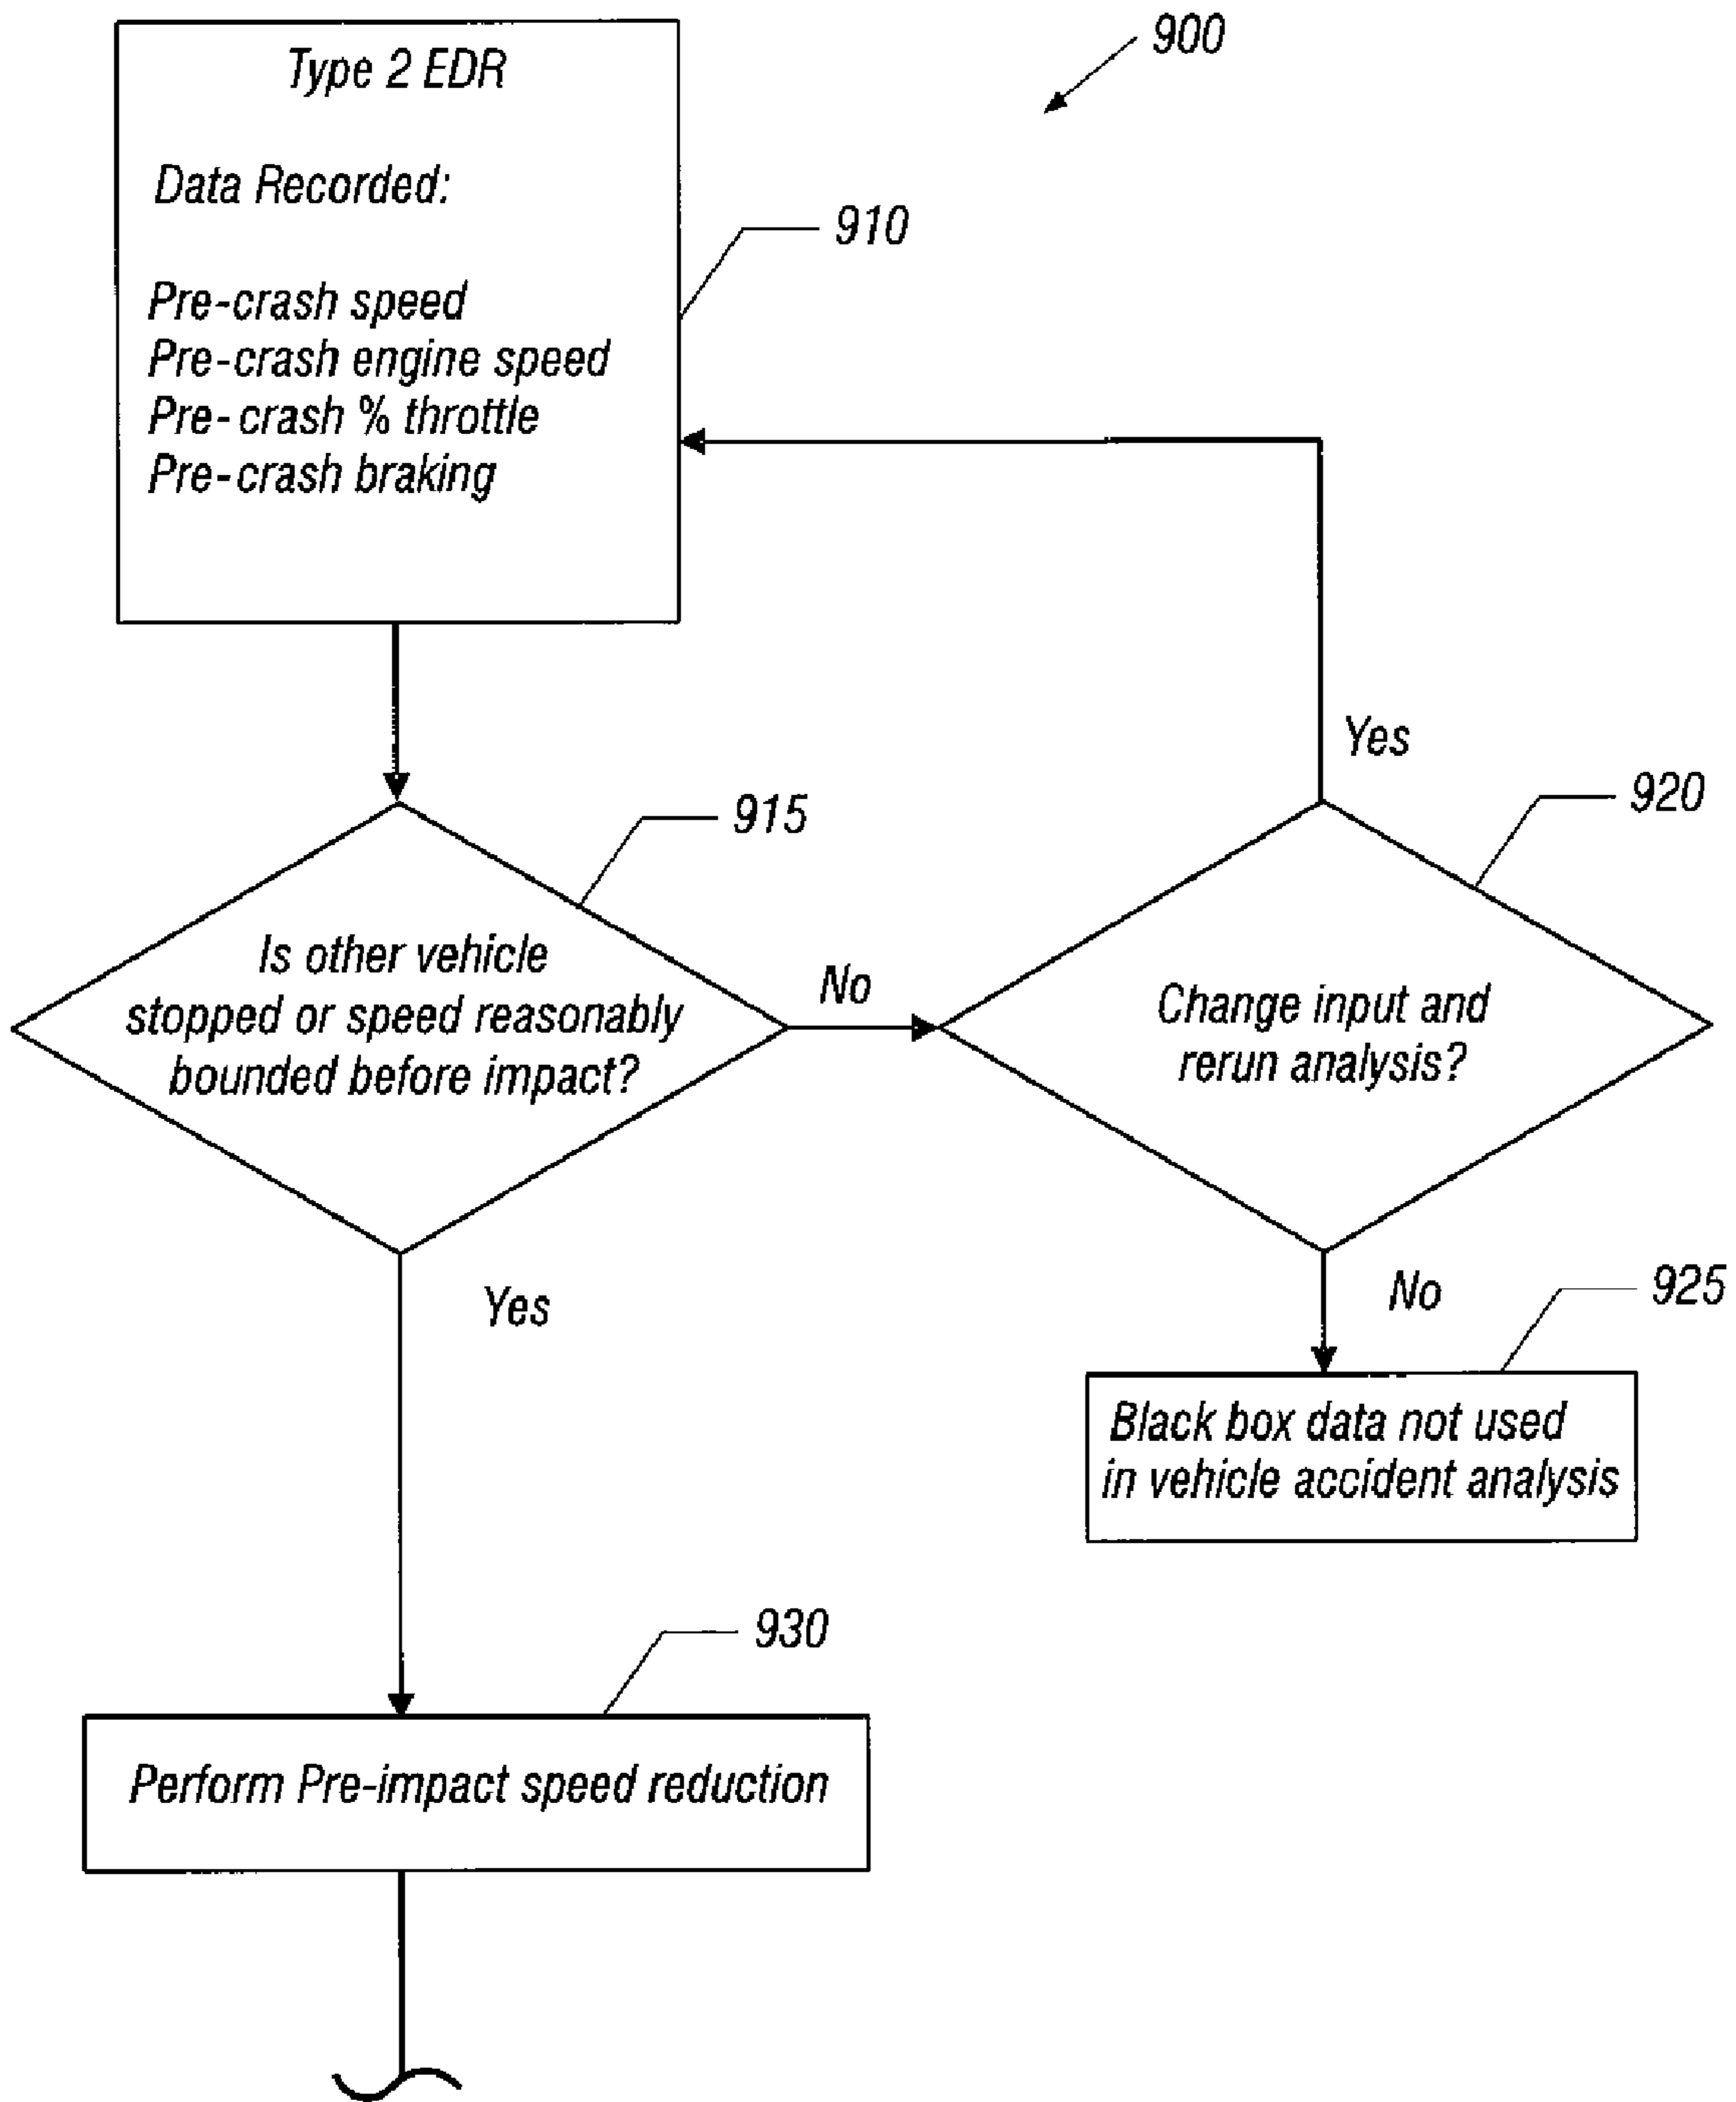 900
Type 2 EDR
Data Recorded:
910
Pre-crash speed
Pre-crash engine speed
Pre-crash % throttle
Pre-crash braking
Yes
920
915
Is other vehicle
stopped or speed reasonably
bounded before impact?
No
Change input and
rerun analysis?
Yes
No
925
Black box data not used
in vehicle accident analysis
930
Perform Pre-impact speed reduction